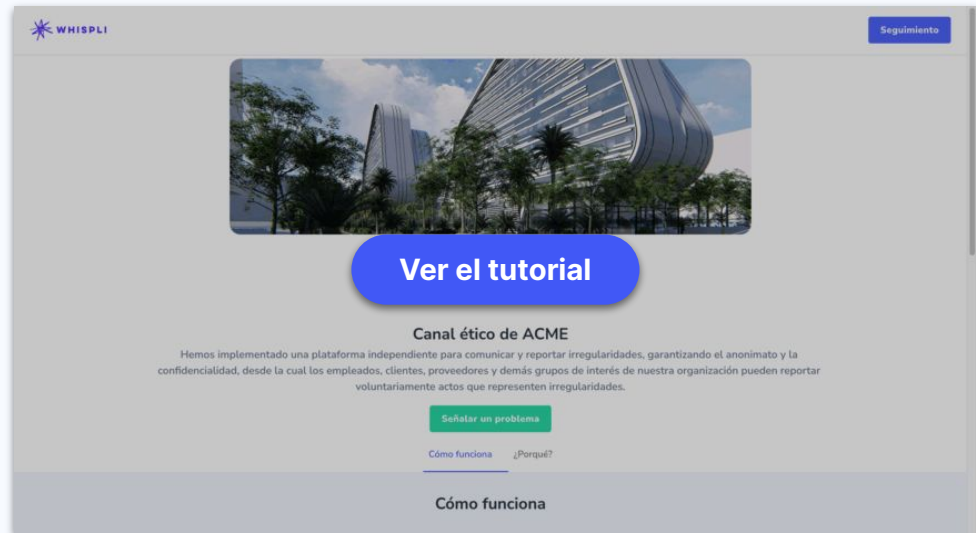 WHISPLI
Seguimiento
Ver el tutorial
Canal ético de ACME
Hemos implementado una plataforma independiente para comunicar y reportar irregularidades, garantizando el anonimato y la
confidencialidad, desde la cual los empleados, clientes, proveedores y demás grupos de interés de nuestra organización pueden reportar
voluntariamente actos que representen irregularidades.
Señalar un problema
Cómo funciona ¿Porqué?
Cómo funciona